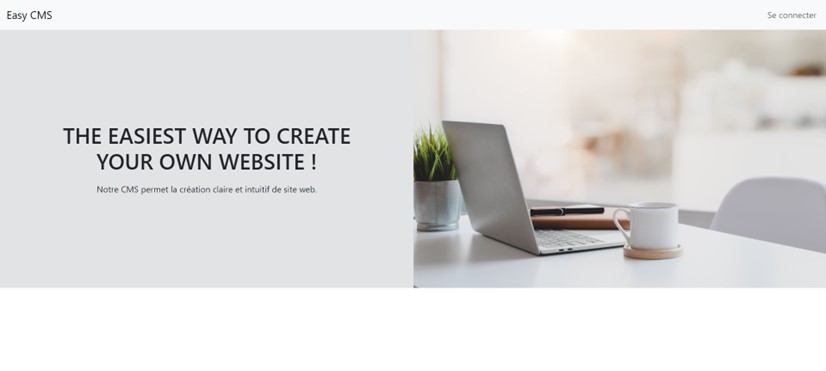 Easy CMS
Se connecter
THE EASIEST WAY TO CREATE
YOUR OWN WEBSITE !
Notre CMS permet la création claire et intuitif de site web.